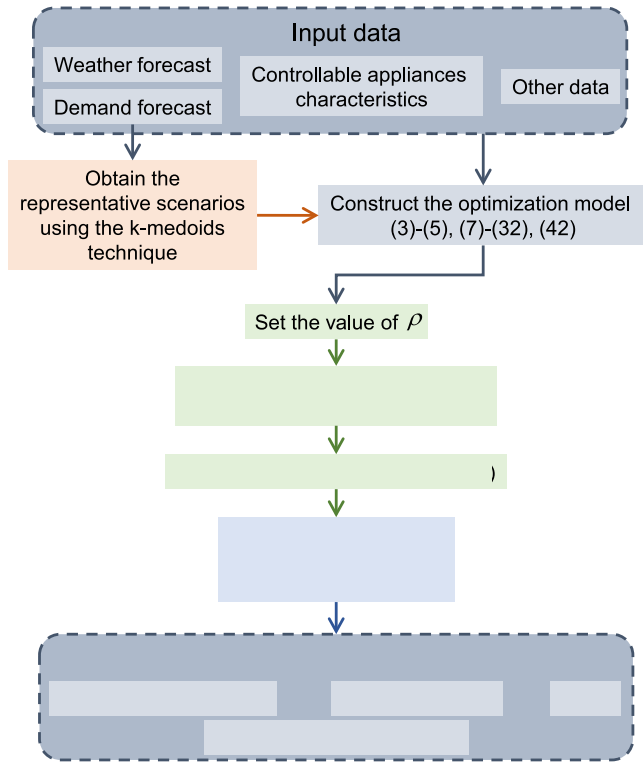 Input data
Weather forecast
Demand forecast
Controllable appliances
characteristics
Other data
Obtain the
representative scenarios
using the k-medoids
technique
Construct the optimization model
(3)-(5), (7)-(32), (42)
Set the value of ρ
)